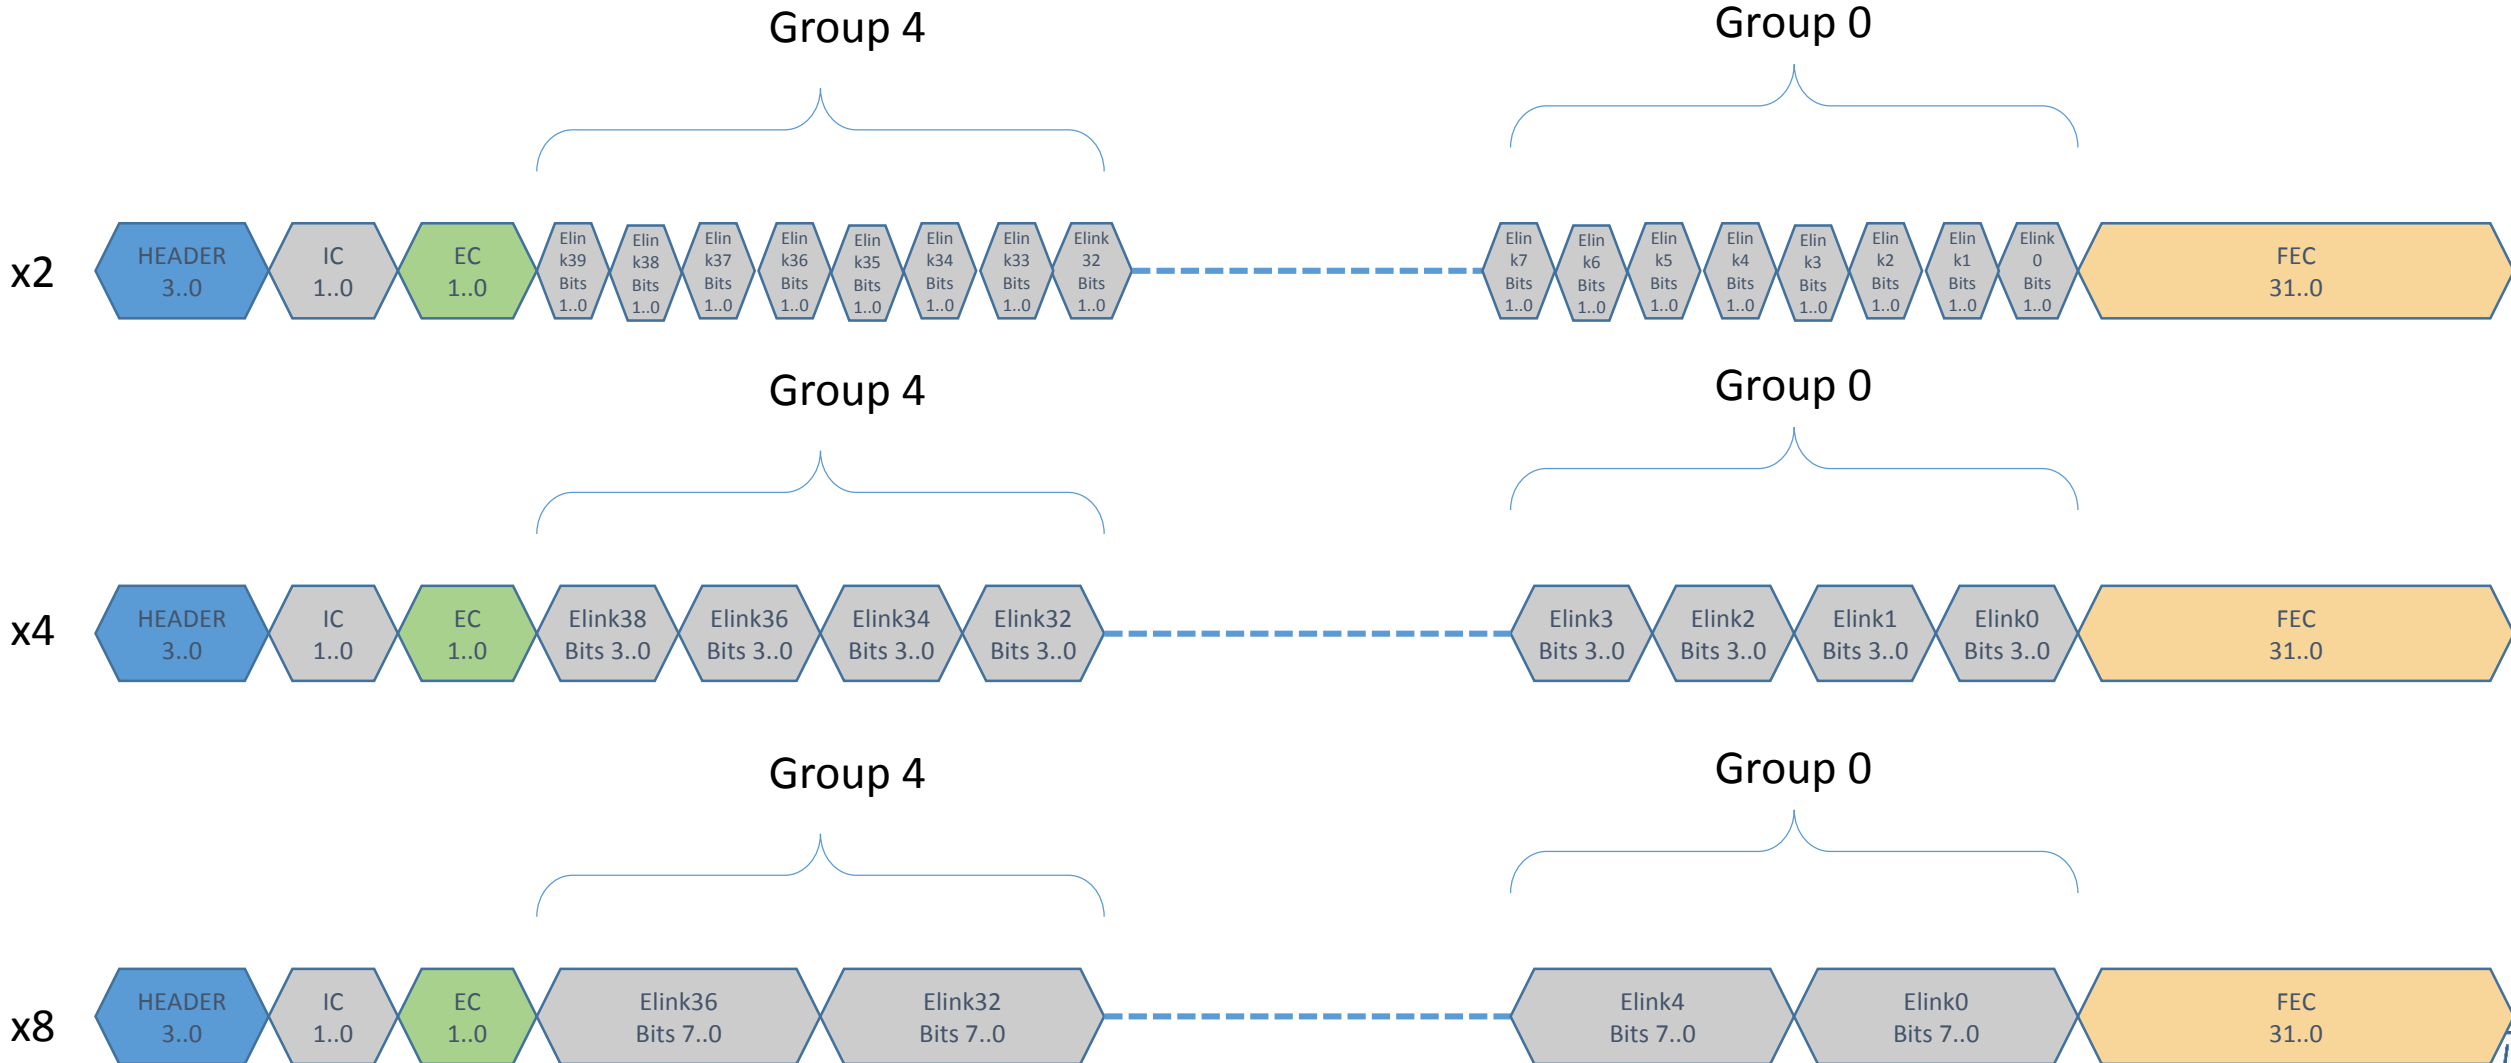 Group 4
Group 0
x2
HEADER
3..0
IC
1..0
EC
1..0
Elin
k39
Bits
1..0
Elin
k38
Bits
1..0
Elin
k37
Bits
1..0
Elin
k36
Bits
1..0
Elin
k35
Bits
1..0
Elin
k34
Bits
1..0
Elin
k33
Bits
1..0
Elink
32
Bits
1..0
Elin
k7
Bits
1..0
Elin
k6
Bits
1..0
Elin
k5
Bits
1..0
Elin
k4
Bits
1..0
Elin
k3
Bits
1..0
Elin
k2
Bits
1..0
Elin
k1
Bits
1..0
Elink
0
Bits
1..0
FEC
31..0
Group 4
Group 0
x4
HEADER
3..0
IC
1..0
EC
1..0
Elink38
Bits 3..0
Elink36
Bits 3..0
Elink34
Bits 3..0
Elink32
Bits 3..0
Elink3
Bits 3..0
Elink2
Bits 3..0
Elink1
Bits 3..0
Elink0
Bits 3..0
FEC
31..0
Group 4
Group 0
x8
HEADER
3..0
IC
1..0
EC
1..0
Elink36
Bits 7..0
Elink32
Bits 7..0
Elink4
Bits 7..0
Elink0
Bits 7..0
FEC
31..0